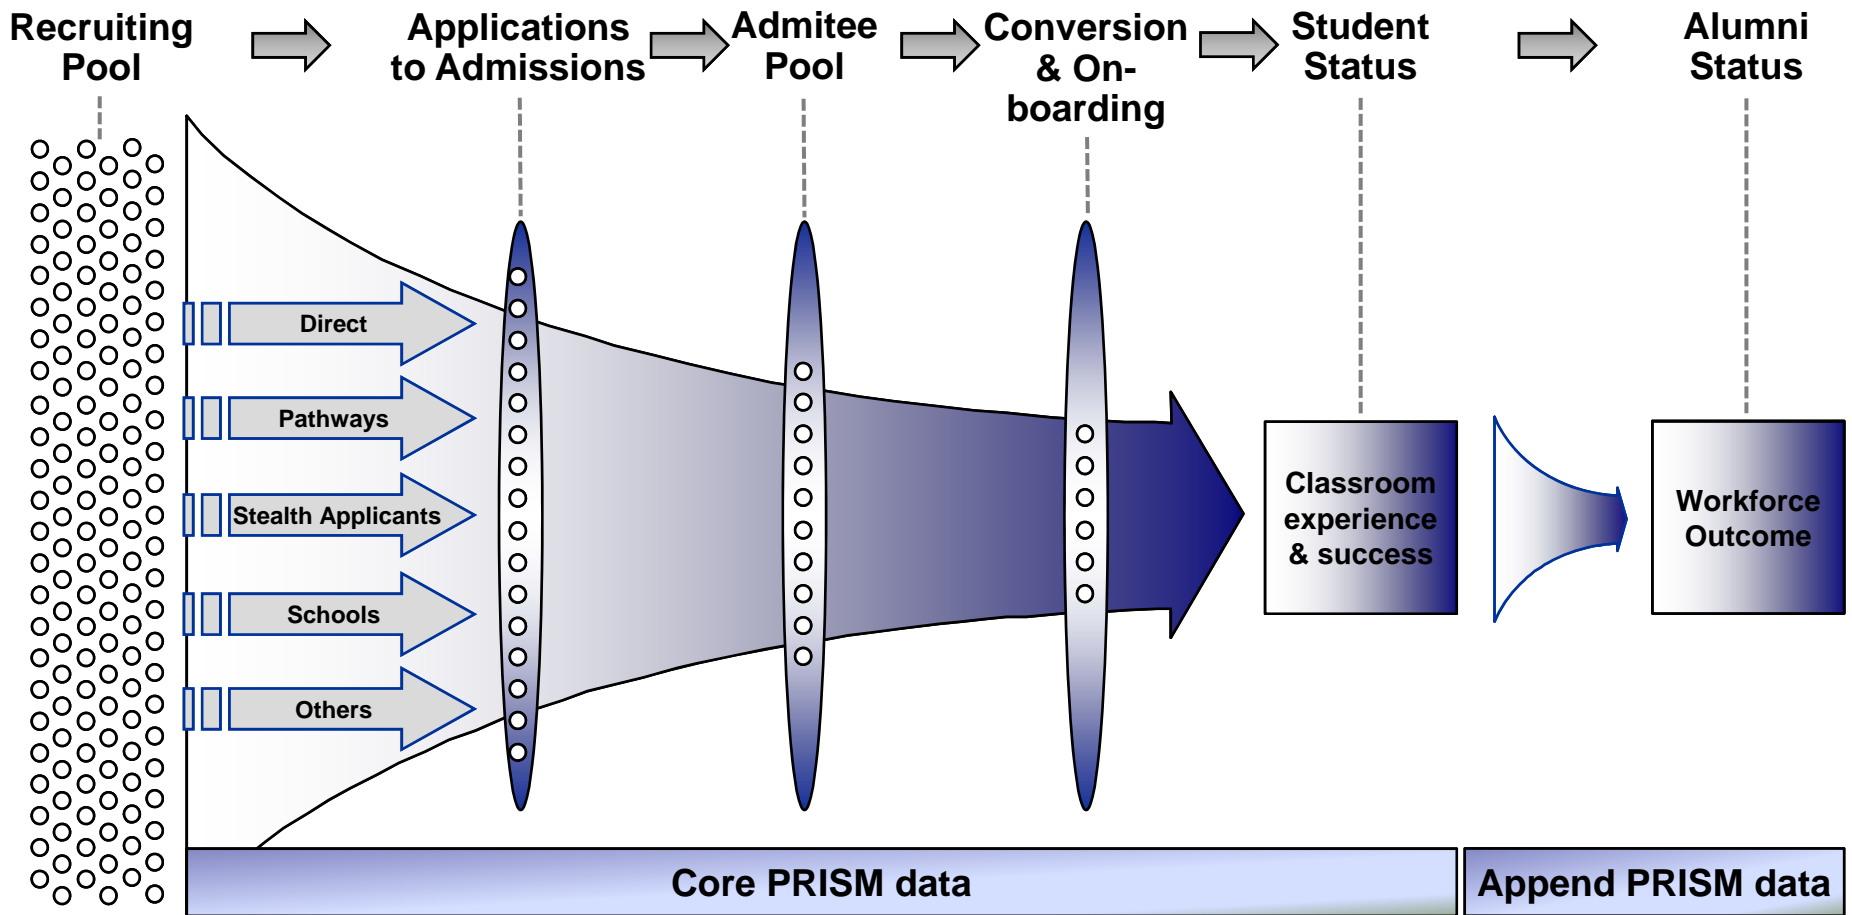 Recruiting
Pool
Applications
to Admissions
Admitee
Pool
Conversion
& On-
boarding
Student
Status
Alumni
Status
Direct
Pathways
Stealth Applicants
Schools
Others
Classroom
experience
& success
Workforce
Outcome
Core PRISM data
Append PRISM data